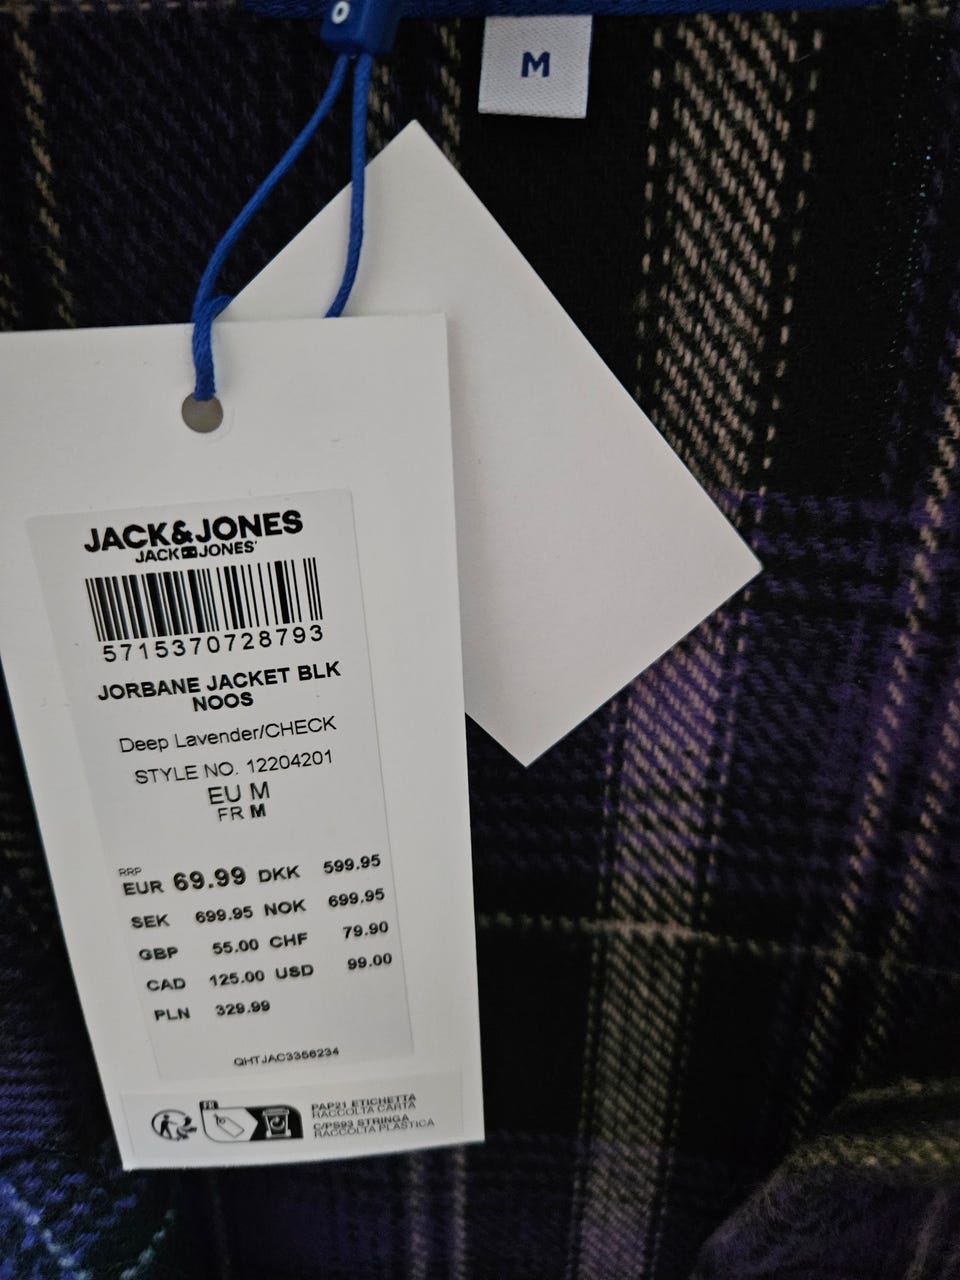 O
M
JACK&JONES
JACK JONES
5715370728793
JORBANE JACKET BLK
NOOS
Deep Lavender/CHECK
STYLE NO. 12204201
EU M
FR M
RRP
EUR 69.99 DKK 599.95
SEK 699.95 NOK 699.95
GBP 55.00 CHF 79.90
CAD 125.00 USD 99.00
PLN 329.99
QHTJAC3356234
FR
PAP21 ETICHETTA
RACCOLTA CARTA
C/PS93 STRINGA
RACCOLTA PLASTICA